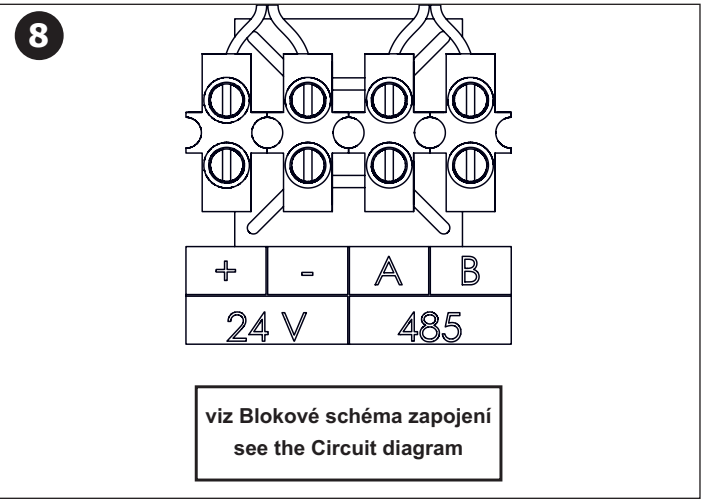 8
+ - A B
24 V 485
viz Blokové schéma zapojení
see the Circuit diagram